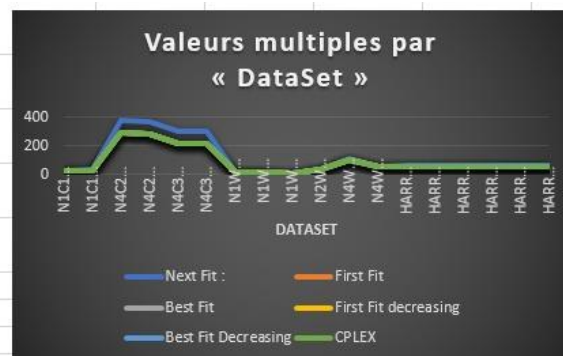 Valeurs multiples par
« DataSet »
400
200
0
N1C1...
N1C1...
N4C2...
N4C2...
N4C3...
N4C3...
N1W...
N1W...
N1W...
N2W...
N4W...
N4W...
HARR...
HARR...
HARR...
HARR...
HARR...
HARR...
DATASET
Next Fit : First Fit
Best Fit First Fit decreasing
Best Fit Decreasing CPLEX